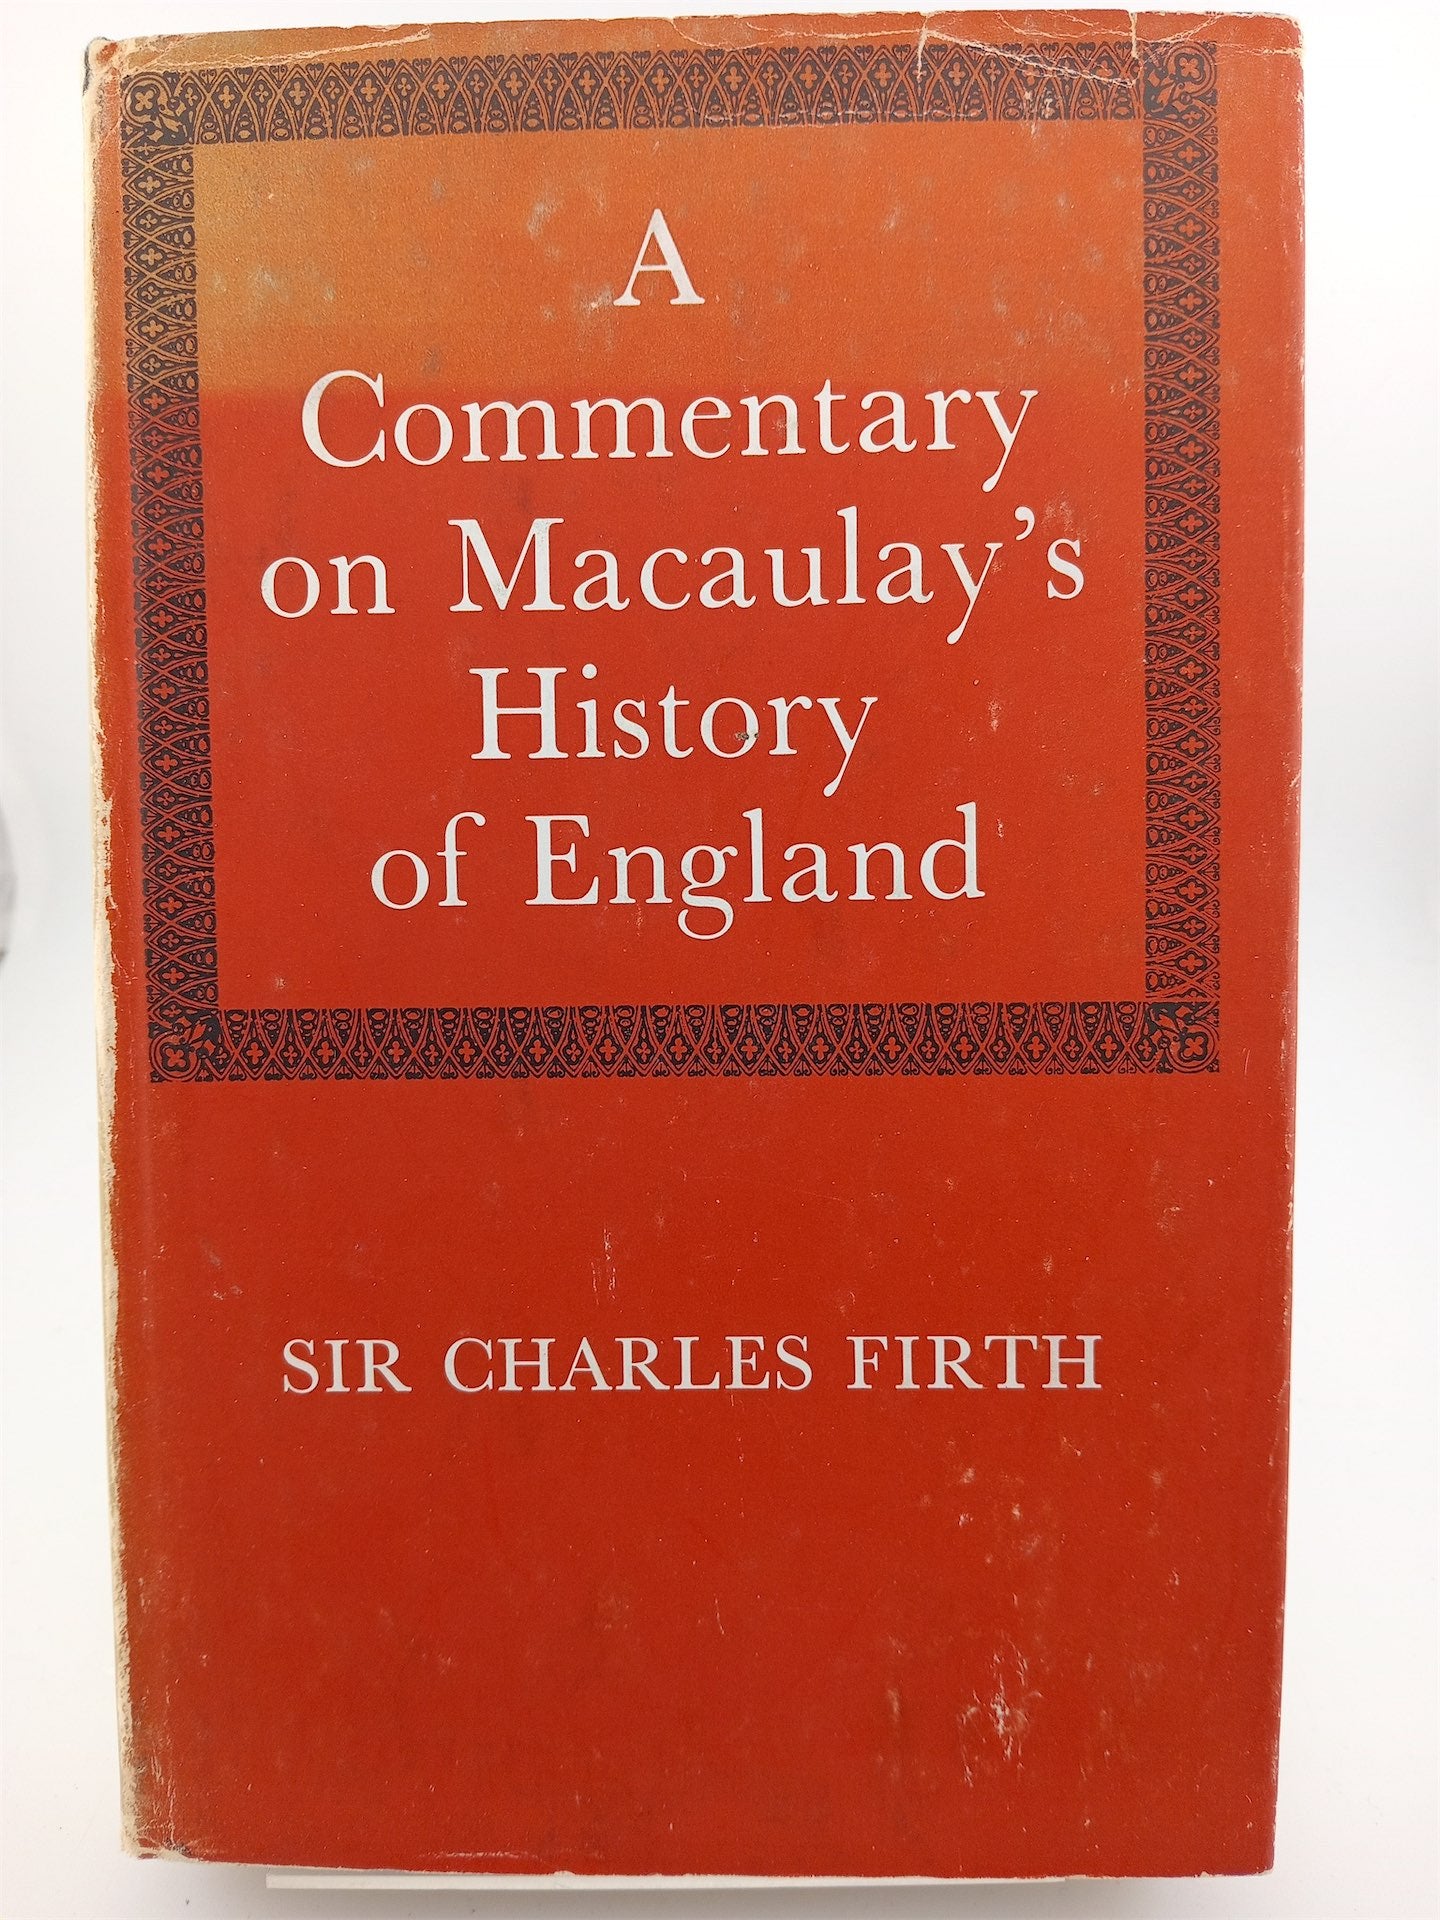 A
Commentary
on Macaulay's
History
of England
SIR CHARLES FIRTH